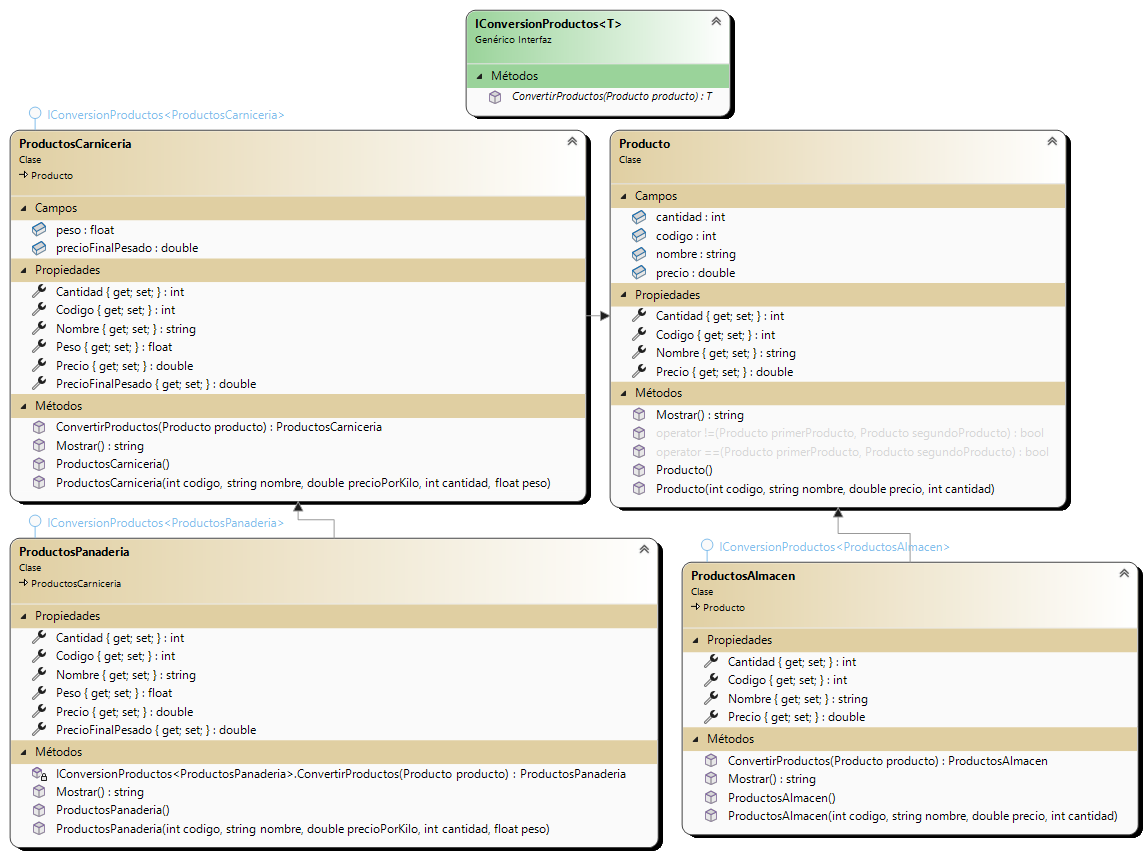 IConversionProductos<T>
Genérico Interfaz
Métodos
ConvertirProductos(Producto producto) : T
IConversionProductos<ProductosCarniceria>
ProductosCarniceria
Clase
Producto
Campos
peso : float
precioFinalPesado : double
Propiedades
Cantidad { get; set; } : int
Codigo { get; set; } : int
Nombre { get; set; } : string
Peso { get; set; } : float
Precio { get; set; } : double
PrecioFinalPesado { get; set; } : double
Métodos
ConvertirProductos(Producto producto) : ProductosCarniceria
Mostrar() : string
ProductosCarniceria()
ProductosCarniceria(int codigo, string nombre, double precioPorKilo, int cantidad, float peso)
Producto
Clase
Campos
cantidad : int
codigo : int
nombre : string
precio : double
Propiedades
Cantidad { get; set; } : int
Codigo { get; set; } : int
Nombre { get; set; } : string
Precio { get; set; } : double
Métodos
Mostrar() : string
operator !=(Producto primerProducto, Producto segundoProducto) : bool
operator ==(Producto primerProducto, Producto segundoProducto) : bool
Producto()
Producto(int codigo, string nombre, double precio, int cantidad)
IConversionProductos<ProductosPanaderia>
ProductosPanaderia
Clase
ProductosCarniceria
Propiedades
Cantidad { get; set; } : int
Codigo { get; set; } : int
Nombre { get; set; } : string
Peso { get; set; } : float
Precio { get; set; } : double
PrecioFinalPesado { get; set; } : double
Métodos
IConversionProductos<ProductosPanaderia>.ConvertirProductos(Producto producto) : ProductosPanaderia
Mostrar() : string
ProductosPanaderia()
ProductosPanaderia(int codigo, string nombre, double precioPorKilo, int cantidad, float peso)
IConversionProductos<ProductosAlmacen>
ProductosAlmacen
Clase
Producto
Propiedades
Cantidad { get; set; } : int
Codigo { get; set; } : int
Nombre { get; set; } : string
Precio { get; set; } : double
Métodos
ConvertirProductos(Producto producto) : ProductosAlmacen
Mostrar() : string
ProductosAlmacen()
ProductosAlmacen(int codigo, string nombre, double precio, int cantidad)